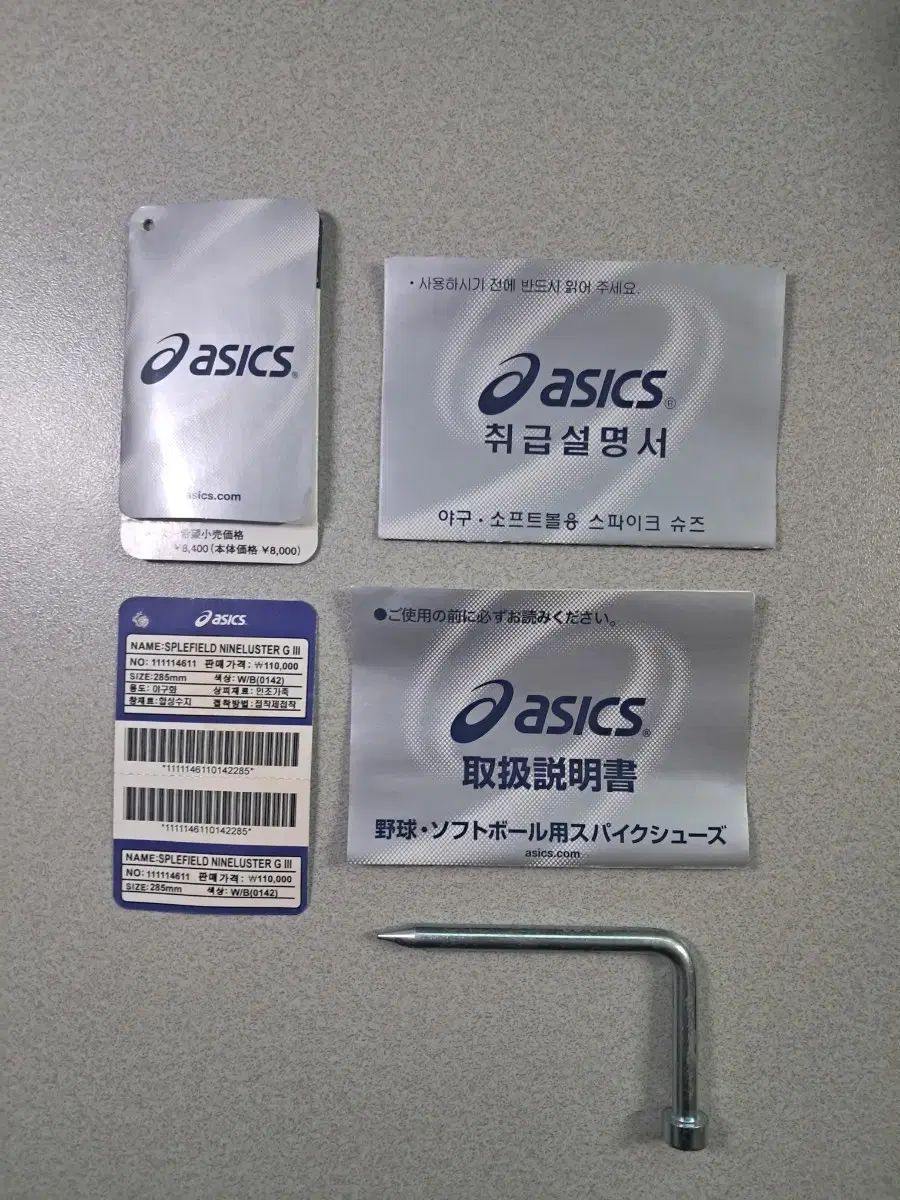 asics
asics.com
希望小売価格
¥8,400(本体価格 ¥8,000)
• 사용하시기 전에 반드시 읽어 주세요.
asics®
취급설명서
야구 · 소프트볼용 스파이크 슈즈
asics
NAME:SPLEFIELD NINELUSTER G III
NO: 111114611 판매가격: ₩110,000
SIZE:285mm 색상: W/B(0142)
용도: 야구화 상피재료: 인조가죽
창재료: 합성수지 결착방법: 접착제접착
*1111146110142285*
*1111146110142285*
NAME:SPLEFIELD NINELUSTER G III
NO: 111114611 판매가격: ₩110,000
SIZE: 285mm 색상: W/B(0142)
●ご使用の前に必ずお読みください。
asics
取扱説明書
野球・ソフトボール用スパイクシューズ
asics.com